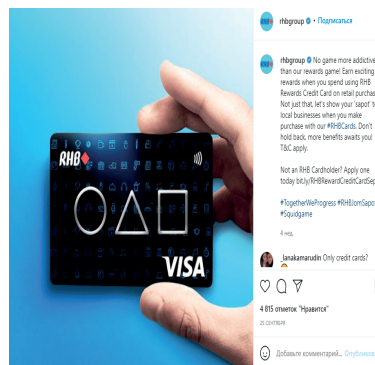 RHB
VISA
rhbgroup • Подписаться
rhbgroup No game more addictive
than our rewards game! Earn exciting
rewards when you spend using RHB
Rewards Credit Card on retail purchas
Not just that, let's show your 'sapot' t
local businesses when you make
purchase with our #RHBCards. Don't
hold back, more benefits awaits you!
T&C apply.
Not an RHB Cardholder? Apply one
today bit.ly/RHBRewardCreditCardSep
#TogetherWeProgress #RHBJomSapo
#Squidgame
4 нед.
_lanakamarudin Only credit cards?
4 815 отметок "Нравится"
25 СЕНТЯБРЯ
Добавьте комментарий... Опубликов